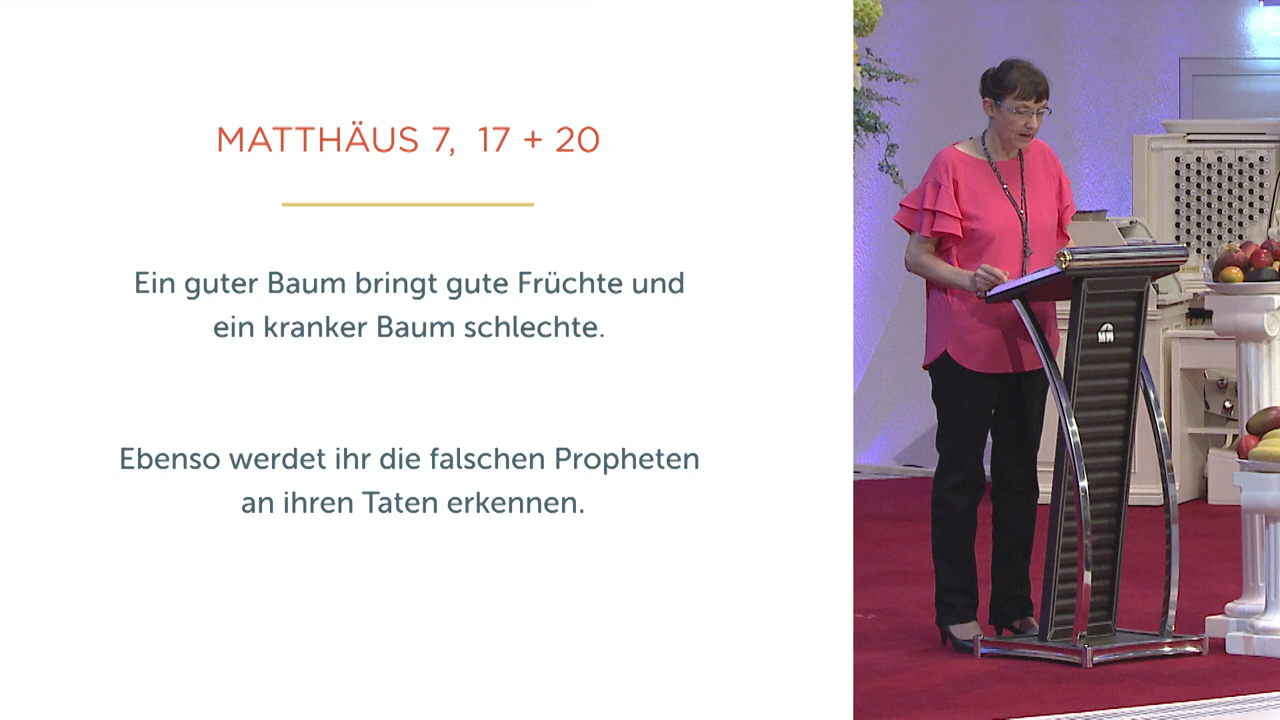 MATTHÄUS 7, 17 + 20
Ein guter Baum bringt gute Früchte und
ein kranker Baum schlechte.
Ebenso werdet ihr die falschen Propheten
an ihren Taten erkennen.
MW